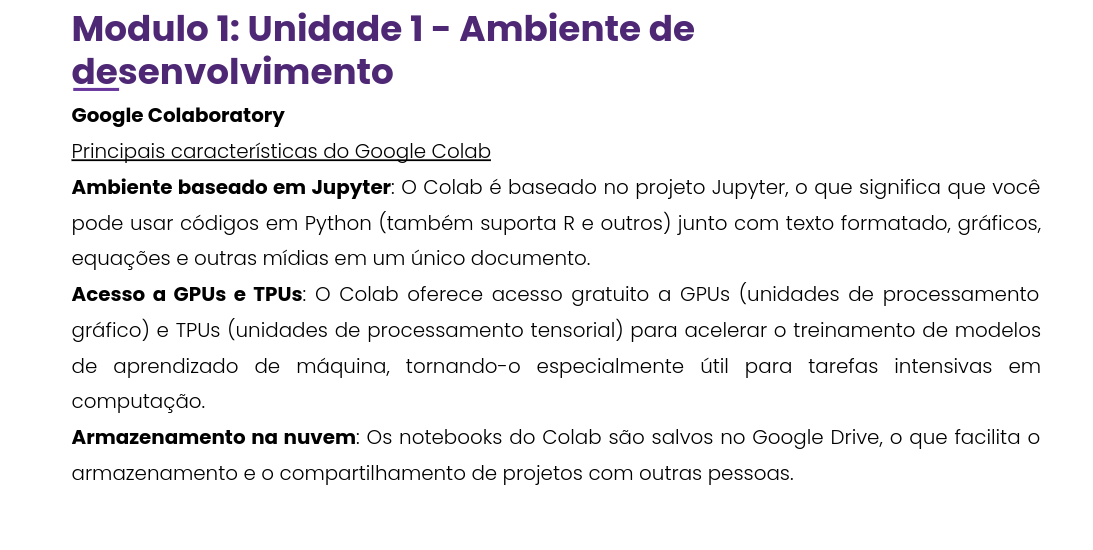 Modulo 1: Unidade 1 - Ambiente de
desenvolvimento
Google Colaboratory
Principais características do Google Colab
Ambiente baseado em Jupyter: O Colab é baseado no projeto Jupyter, o que significa que você
pode usar códigos em Python (também suporta R e outros) junto com texto formatado, gráficos,
equações e outras mídias em um único documento.
Acesso a GPUs e TPUs: O Colab oferece acesso gratuito a GPUs (unidades de processamento
gráfico) e TPUs (unidades de processamento tensorial) para acelerar o treinamento de modelos
de aprendizado de máquina, tornando-o especialmente útil para tarefas intensivas em
computação.
Armazenamento na nuvem: Os notebooks do Colab são salvos no Google Drive, o que facilita o
armazenamento e o compartilhamento de projetos com outras pessoas.